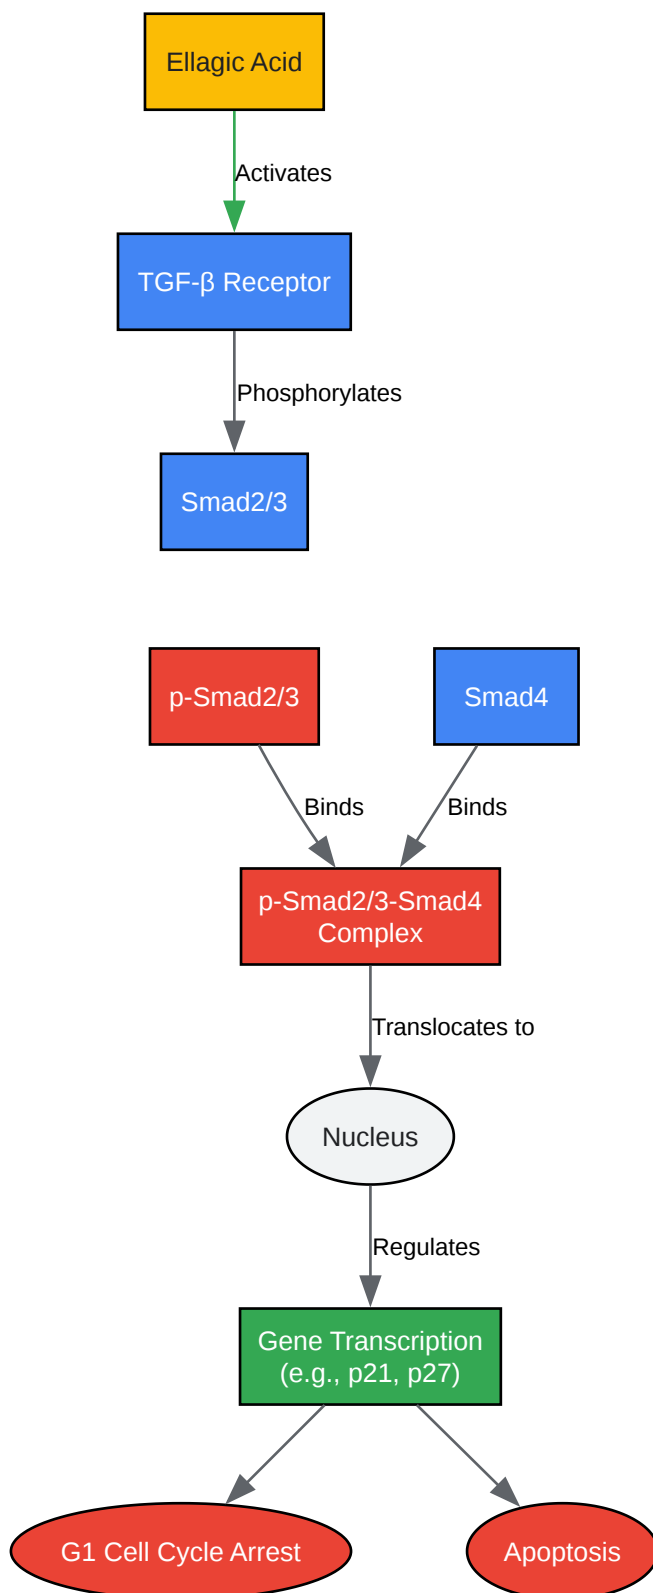 Ellagic Acid
Activates
TGF-β Receptor
Phosphorylates
Smad2/3
p-Smad2/3
Smad4
Binds
Binds
p-Smad2/3-Smad4
Complex
Translocates to
Nucleus
Regulates
Gene Transcription
(e.g., p21, p27)
G1 Cell Cycle Arrest
Apoptosis